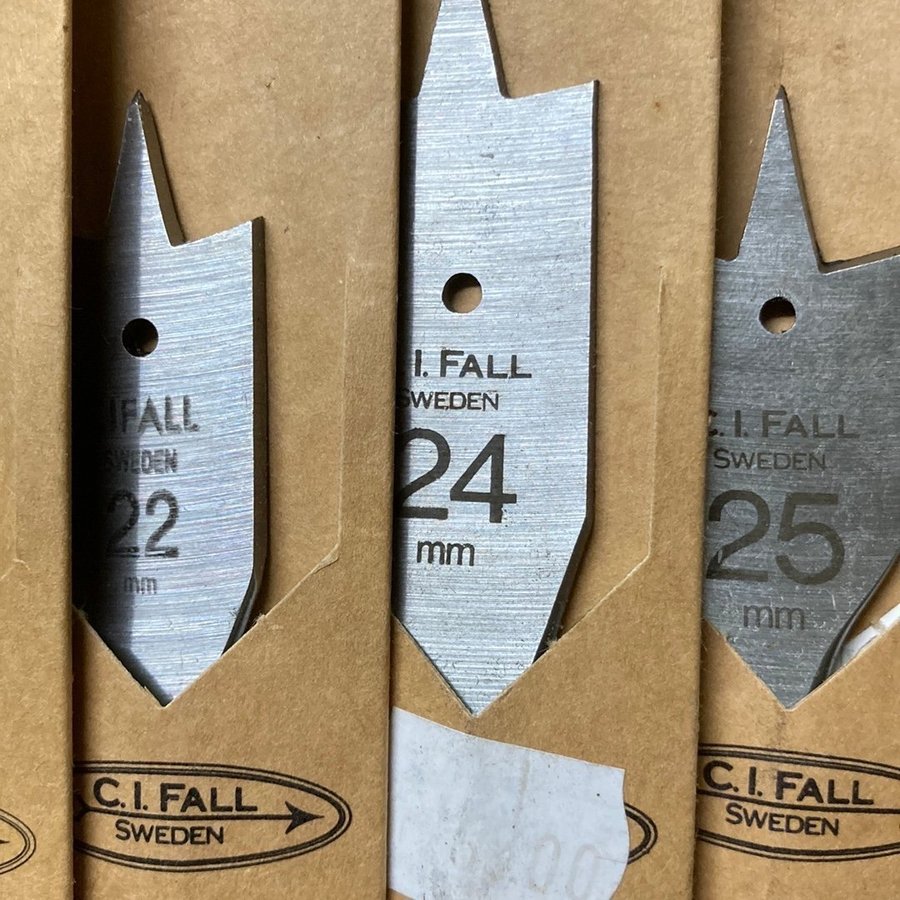 I FALL
SWEDEN
22
mm
I. FALL
SWEDEN
24
mm
C. I. FALL
SWEDEN
25
mm
C. I. FALL
SWEDEN
C. I. FALL
SWEDEN